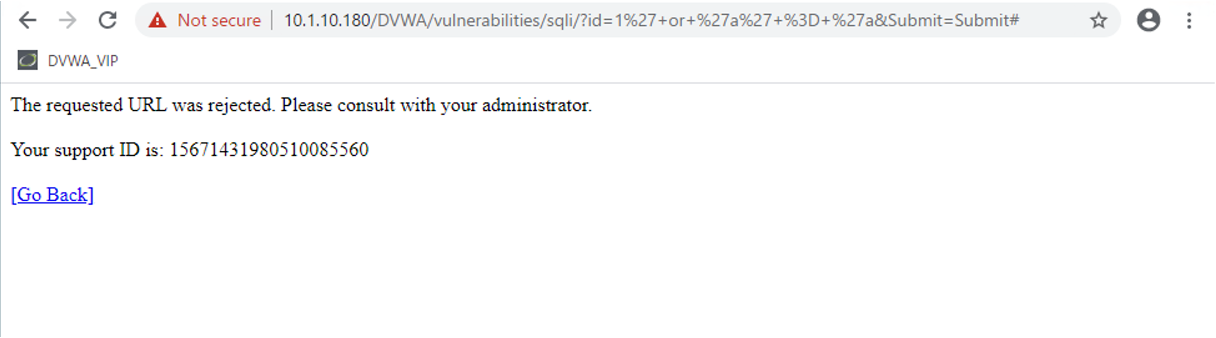 Not secure | 10.1.10.180/DVWA/vulnerabilities/sqli/?id=1%27+or+%27a%27+%3D+%27a&Submit=Submit#
DVWA_VIP
The requested URL was rejected. Please consult with your administrator.
Your support ID is: 15671431980510085560
[Go Back]